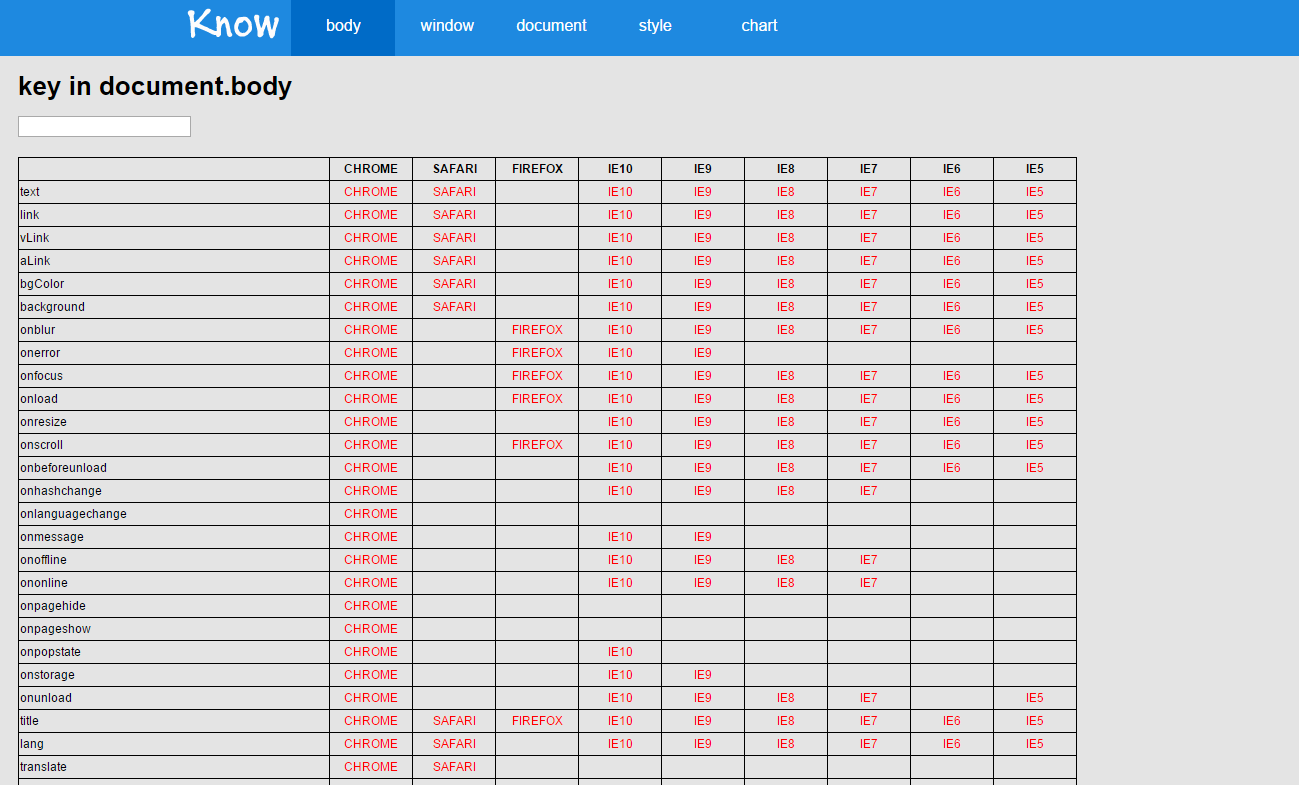 Know body window document style chart
key in document.body
CHROME SAFARI FIREFOX IE10 IE9 IE8 IE7 IE6 IE5
text CHROME SAFARI IE10 IE9 IE8 IE7 IE6 IE5
link CHROME SAFARI IE10 IE9 IE8 IE7 IE6 IE5
vLink CHROME SAFARI IE10 IE9 IE8 IE7 IE6 IE5
aLink CHROME SAFARI IE10 IE9 IE8 IE7 IE6 IE5
bgColor CHROME SAFARI IE10 IE9 IE8 IE7 IE6 IE5
background CHROME SAFARI IE10 IE9 IE8 IE7 IE6 IE5
onblur CHROME FIREFOX IE10 IE9 IE8 IE7 IE6 IE5
onerror CHROME FIREFOX IE10 IE9
onfocus CHROME FIREFOX IE10 IE9 IE8 IE7 IE6 IE5
onload CHROME FIREFOX IE10 IE9 IE8 IE7 IE6 IE5
onresize CHROME IE10 IE9 IE8 IE7 IE6 IE5
onscroll CHROME FIREFOX IE10 IE9 IE8 IE7 IE6 IE5
onbeforeunload CHROME IE10 IE9 IE8 IE7 IE6 IE5
onhashchange CHROME IE10 IE9 IE8 IE7
onlanguagechange CHROME
onmessage CHROME IE10 IE9
onoffline CHROME IE10 IE9 IE8 IE7
ononline CHROME IE10 IE9 IE8 IE7
onpagehide CHROME
onpageshow CHROME
onpopstate CHROME IE10
onstorage CHROME IE10 IE9
onunload CHROME IE10 IE9 IE8 IE7 IE5
title CHROME SAFARI FIREFOX IE10 IE9 IE8 IE7 IE6 IE5
lang CHROME SAFARI IE10 IE9 IE8 IE7 IE6 IE5
translate CHROME SAFARI